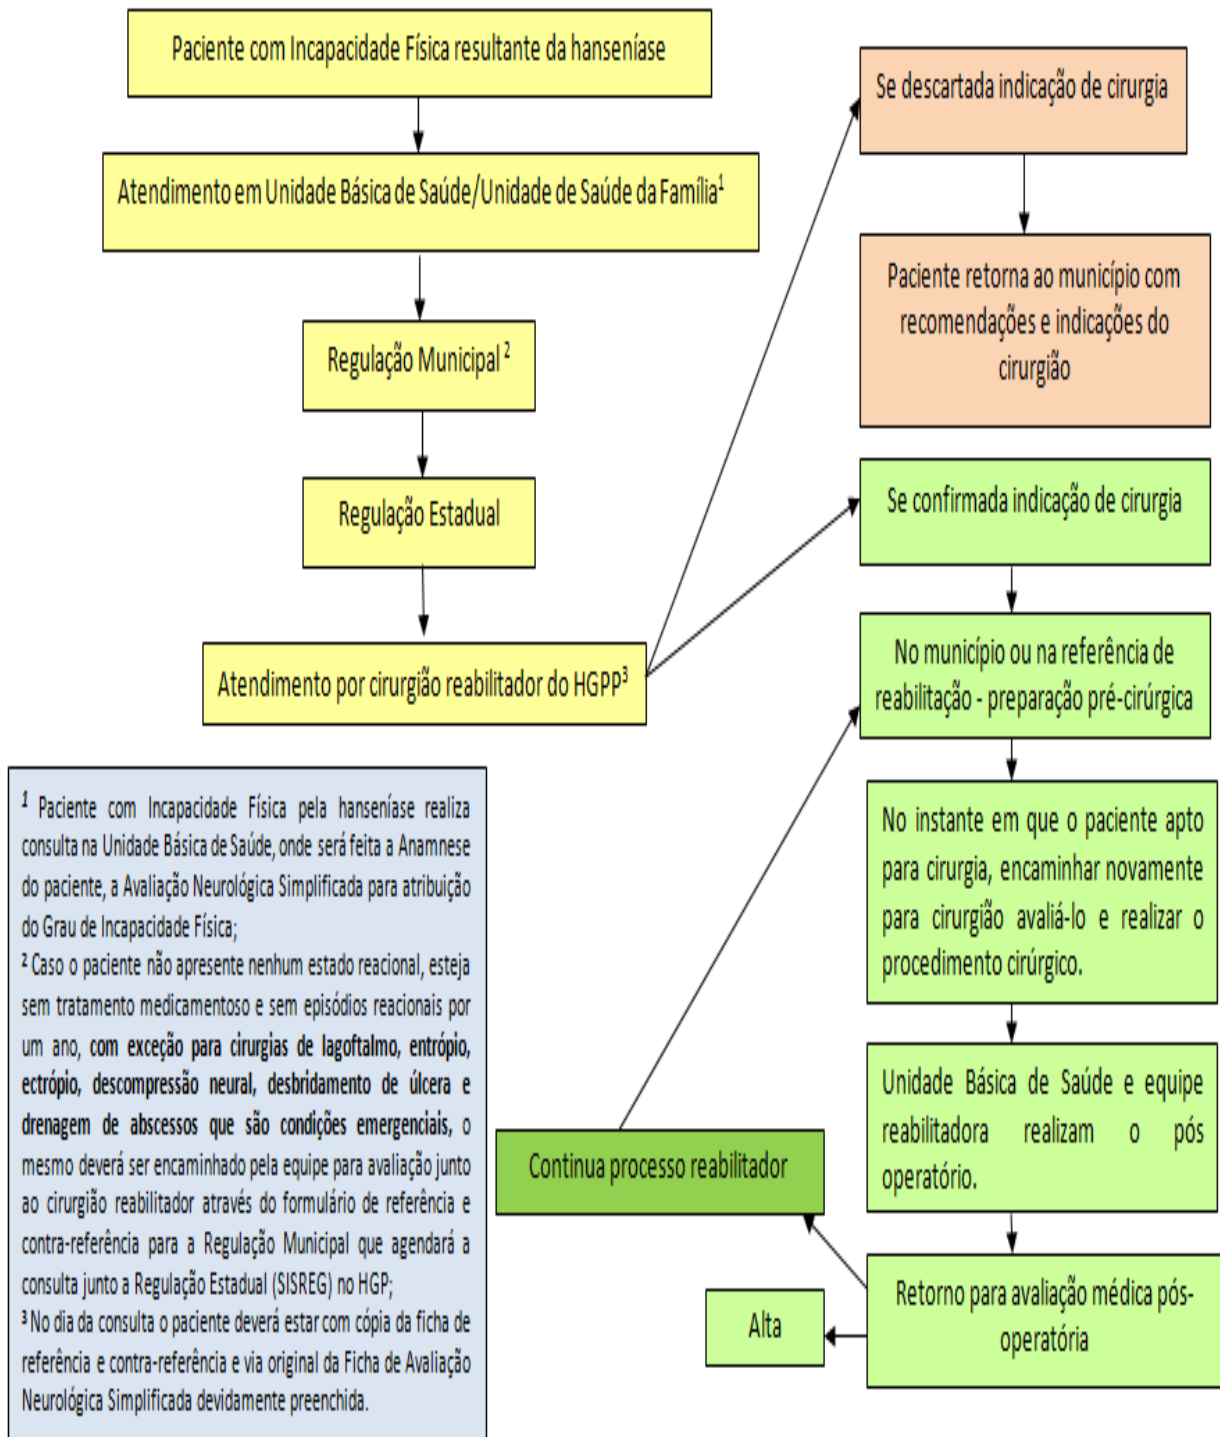 Paciente com Incapacidade Física resultante da hanseníase
Atendimento em Unidade Básica de Saúde/Unidade de Saúde da Família¹
Regulação Municipal ²
Regulação Estadual
Atendimento por cirurgião reabilitador do HGPP³
Se descartada indicação de cirurgia
Paciente retorna ao município com
recomendações e indicações do
cirurgião
Se confirmada indicação de cirurgia
No município ou na referência de
reabilitação - preparação pré-cirúrgica
No instante em que o paciente apto
para cirurgia, encaminhar novamente
para cirurgião avaliá-lo e realizar o
procedimento cirúrgico.
Unidade Básica de Saúde e equipe
reabilitadora realizam o pós
operatório.
Retorno para avaliação médica pós-
operatória
Continua processo reabilitador
Alta
¹ Paciente com Incapacidade Física pela hanseníase realiza
consulta na Unidade Básica de Saúde, onde será feita a Anamnese
do paciente, a Avaliação Neurológica Simplificada para atribuição
do Grau de Incapacidade Física;
² Caso o paciente não apresente nenhum estado reacional, esteja
sem tratamento medicamentoso e sem episódios reacionais por
um ano, com exceção para cirurgias de lagoftalmo, entrópio,
ectrópio, descompressão neural, desbridamento de úlcera e
drenagem de abscessos que são condições emergenciais, o
mesmo deverá ser encaminhado pela equipe para avaliação junto
ao cirurgião reabilitador através do formulário de referência e
contra-referência para a Regulação Municipal que agendará a
consulta junto a Regulação Estadual (SISREG) no HGP;
³ No dia da consulta o paciente deverá estar com cópia da ficha de
referência e contra-referência e via original da Ficha de Avaliação
Neurológica Simplificada devidamente preenchida.